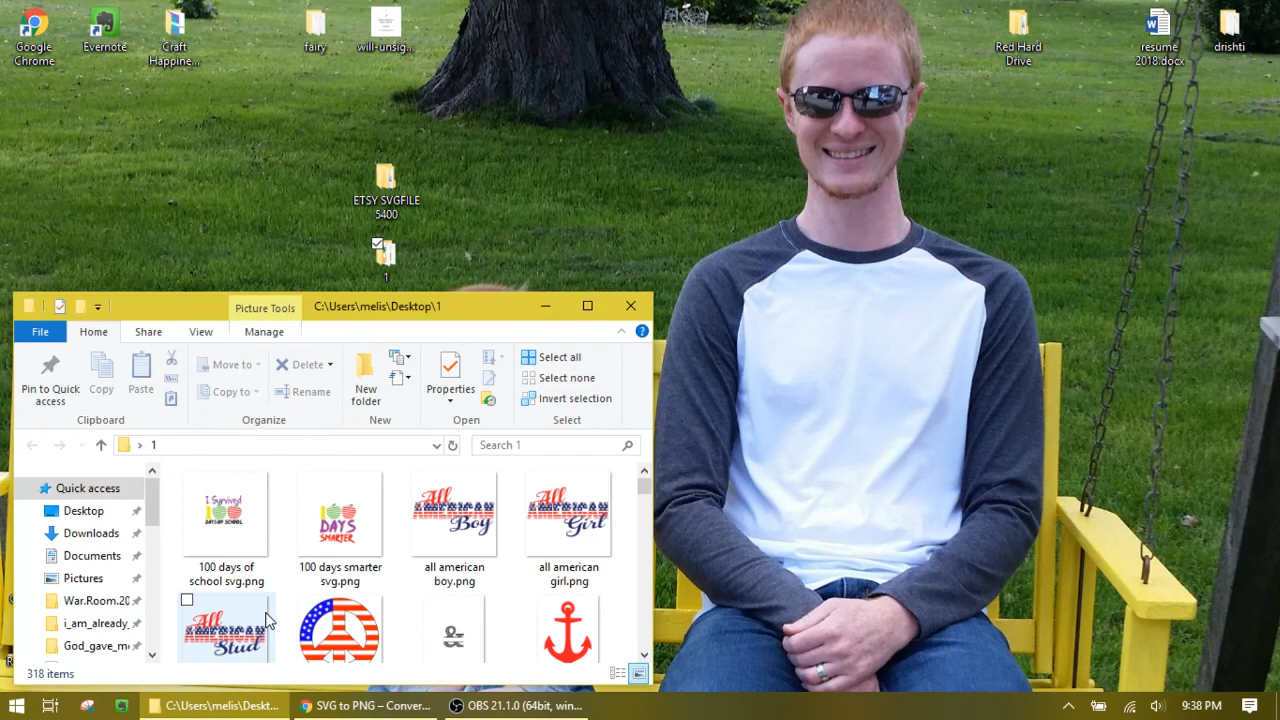 Google
Chrome
Evernote
Craft
Happine...
fairy
will-unsig...
Red Hard
Drive
resume
2018.docx
drishti
ETSY SVGFILE
5400
1
Picture Tools
C:\Users\melis\Desktop\1
File
Home
Share
View
Manage
Pin to Quick
access
Copy
Paste
Move to
Copy to
Delete
Rename
New
folder
Properties
Select all
Select none
Invert selection
Clipboard
Organize
New
Open
Select
1
Search 1
Quick access
Desktop
Downloads
Documents
Pictures
War.Room.20
i_am_already_
God_gave_me
I Survived
DAYS OF SCHOOL
100 days of
school svg.png
DAYS
SMARTER
100 days smarter
svg.png
All
AMERICAN
Boy
all american
boy.png
All
AMERICAN
Girl
all american
girl.png
All
AMERICAN
Stud
&
318 items
C:\Users\melis\Deskt...
SVG to PNG – Conver...
OBS 21.1.0 (64bit, win...
9:38 PM